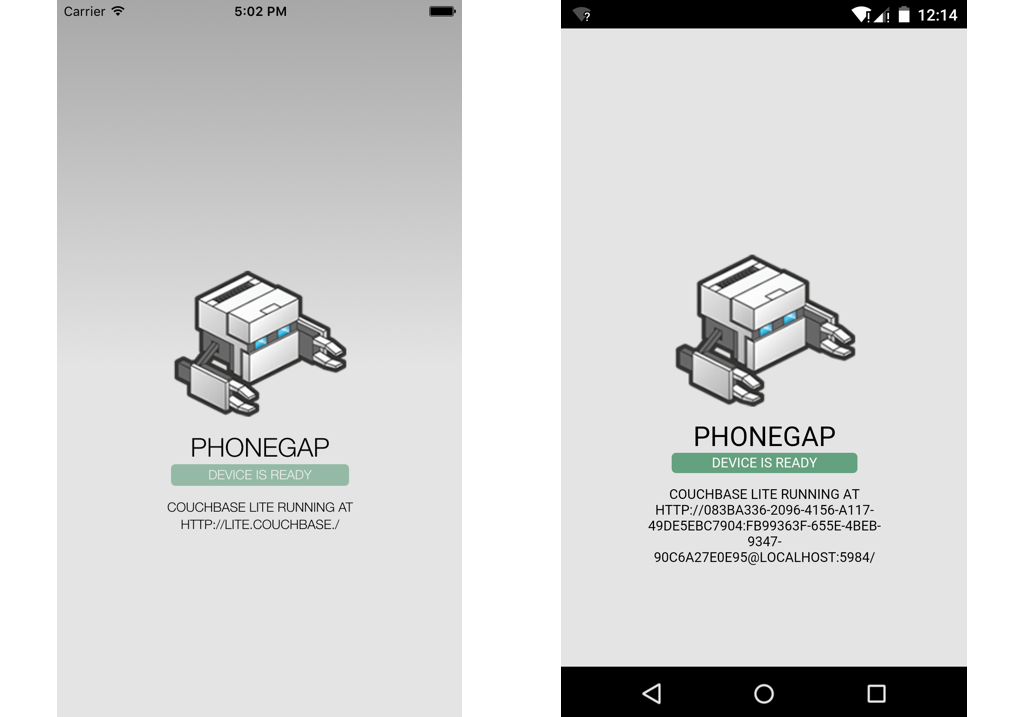 Carrier
5:02 PM
PHONEGAP
DEVICE IS READY
COUCHBASE LITE RUNNING AT
HTTP://LITE.COUCHBASE./
12:14
PHONEGAP
DEVICE IS READY
COUCHBASE LITE RUNNING AT
HTTP://083BA336-2096-4156-A117-
49DE5EBC7904:FB99363F-655E-4BEB-
9347-
90C6A27E0E95@LOCALHOST:5984/